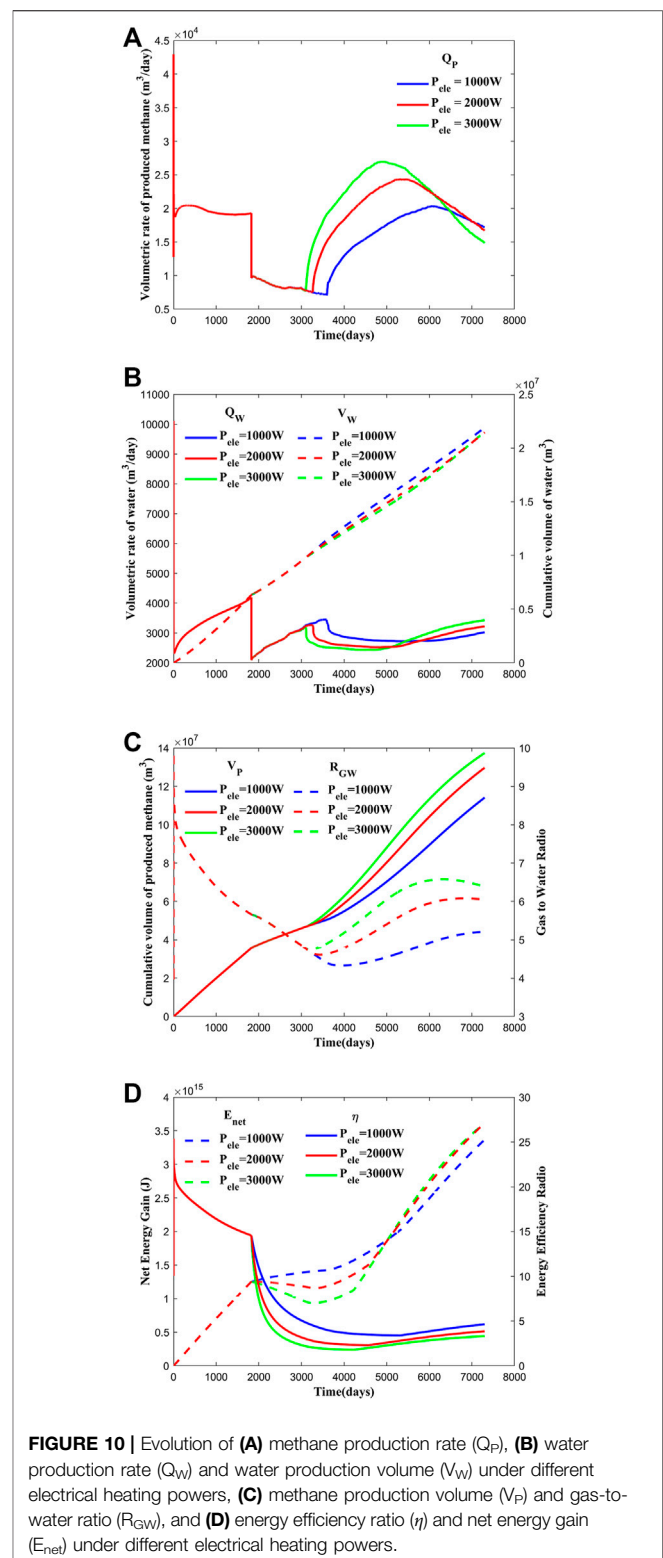 A
×10⁴
4.5
4
3.5
3
2.5
2
1.5
1
0.5
Volumetric rate of produced methane (m³/day)
Q_P
P_ele = 1000W
P_ele = 2000W
P_ele = 3000W
0 1000 2000 3000 4000 5000 6000 7000 8000
Time(days)
B
11000
10000
9000
8000
7000
6000
5000
4000
3000
2000
Volumetric rate of water (m³/day)
Q_W V_W
P_ele=1000W P_ele=1000W
P_ele=2000W P_ele=2000W
P_ele=3000W P_ele=3000W
×10⁷
2.5
2
1.5
1
0.5
0
Cumulative volume of water (m³)
0 1000 2000 3000 4000 5000 6000 7000 8000
Time(days)
C
×10⁷
14
12
10
8
6
4
2
0
Cumulative volume of produced methane (m³)
V_P R_GW
P_ele=1000W P_ele=1000W
P_ele=2000W P_ele=2000W
P_ele=3000W P_ele=3000W
10
9
8
7
6
5
4
3
Gas to Water Radio
0 1000 2000 3000 4000 5000 6000 7000 8000
Time(days)
D
×10¹⁵
4
3.5
3
2.5
2
1.5
1
0.5
0
Net Energy Gain (J)
E_net η
P_ele=1000W P_ele=1000W
P_ele=2000W P_ele=2000W
P_ele=3000W P_ele=3000W
30
25
20
15
10
5
0
Energy Efficiency Radio
0 1000 2000 3000 4000 5000 6000 7000 8000
Time(days)
FIGURE 10 | Evolution of (A) methane production rate (Q_P), (B) water
production rate (Q_W) and water production volume (V_W) under different
electrical heating powers, (C) methane production volume (V_P) and gas-to-
water ratio (R_GW), and (D) energy efficiency ratio (η) and net energy gain
(E_net) under different electrical heating powers.